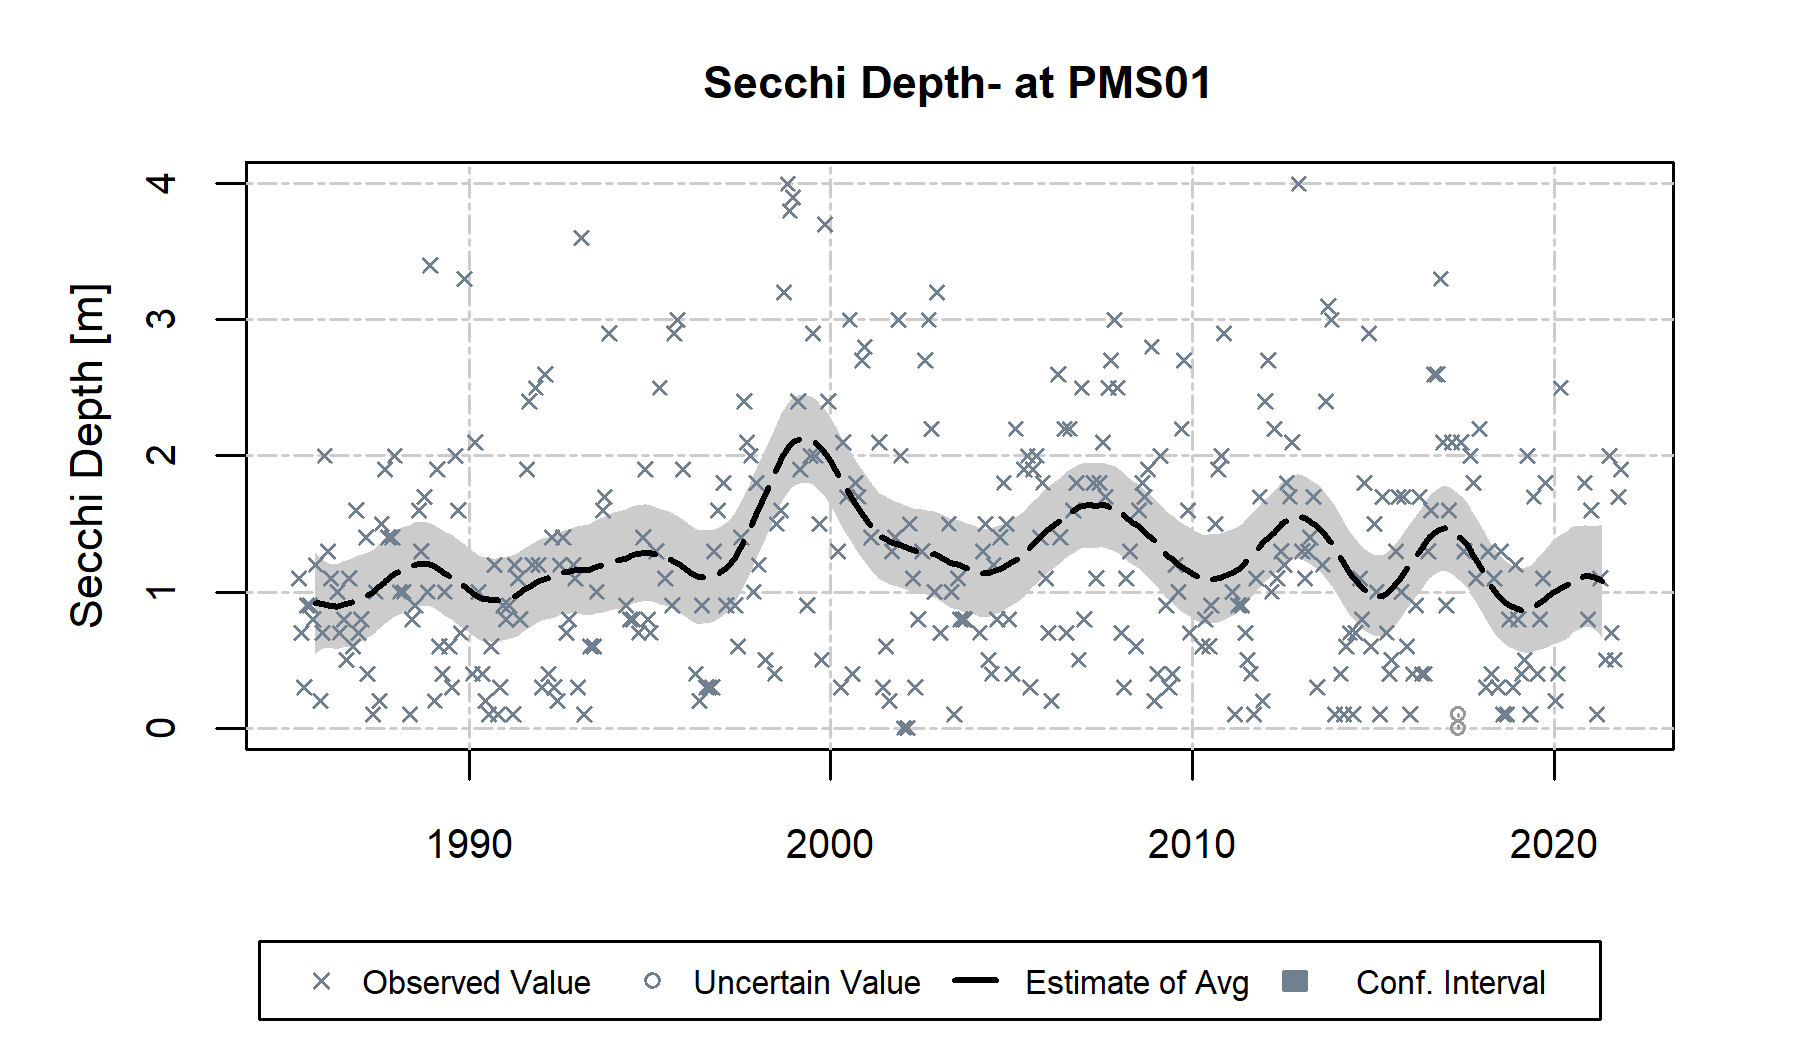 Secchi Depth- at PMS01
Secchi Depth [m]
4
3
2
1
0
1990 2000 2010 2020
Observed Value Uncertain Value Estimate of Avg Conf. Interval